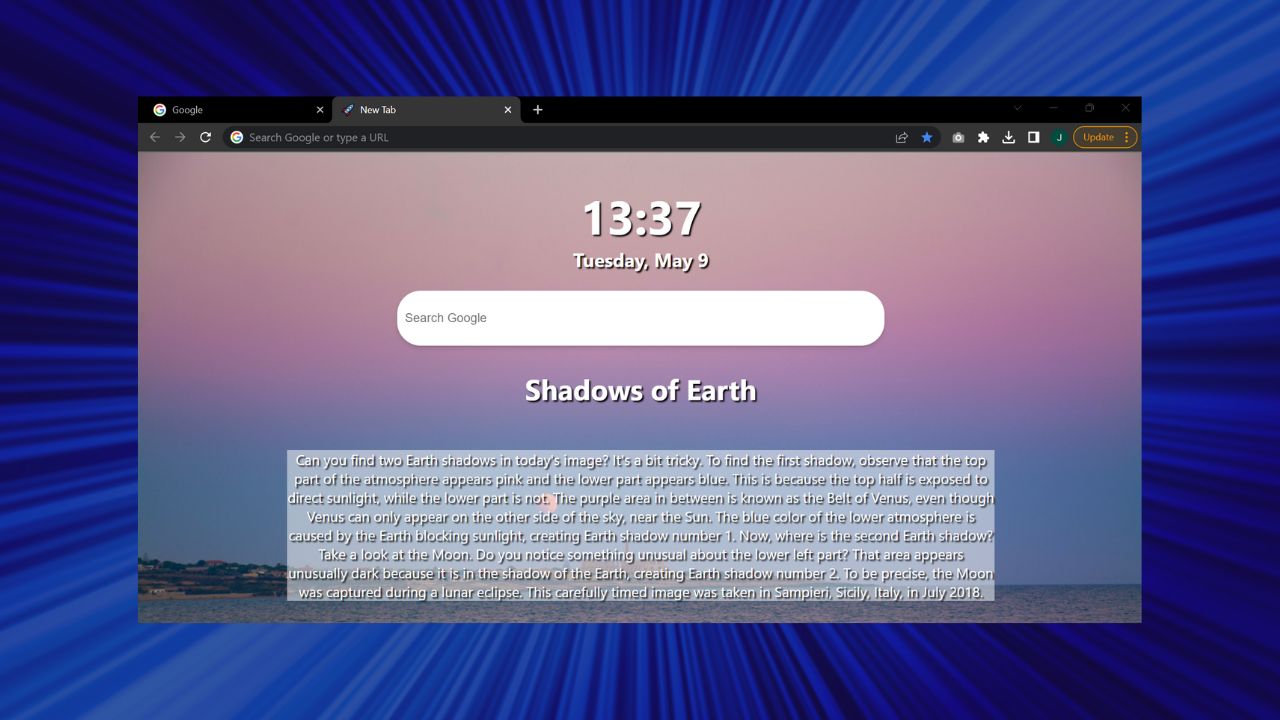 Google
New Tab
Search Google or type a URL
J
Update
13:37
Tuesday, May 9
Search Google
Shadows of Earth
Can you find two Earth shadows in today's image? It's a bit tricky. To find the first shadow, observe that the top
part of the atmosphere appears pink and the lower part appears blue. This is because the top half is exposed to
direct sunlight, while the lower part is not. The purple area in between is known as the Belt of Venus, even though
Venus can only appear on the other side of the sky, near the Sun. The blue color of the lower atmosphere is
caused by the Earth blocking sunlight, creating Earth shadow number 1. Now, where is the second Earth shadow?
Take a look at the Moon. Do you notice something unusual about the lower left part? That area appears
unusually dark because it is in the shadow of the Earth, creating Earth shadow number 2. To be precise, the Moon
was captured during a lunar eclipse. This carefully timed image was taken in Sampieri, Sicily, Italy, in July 2018.